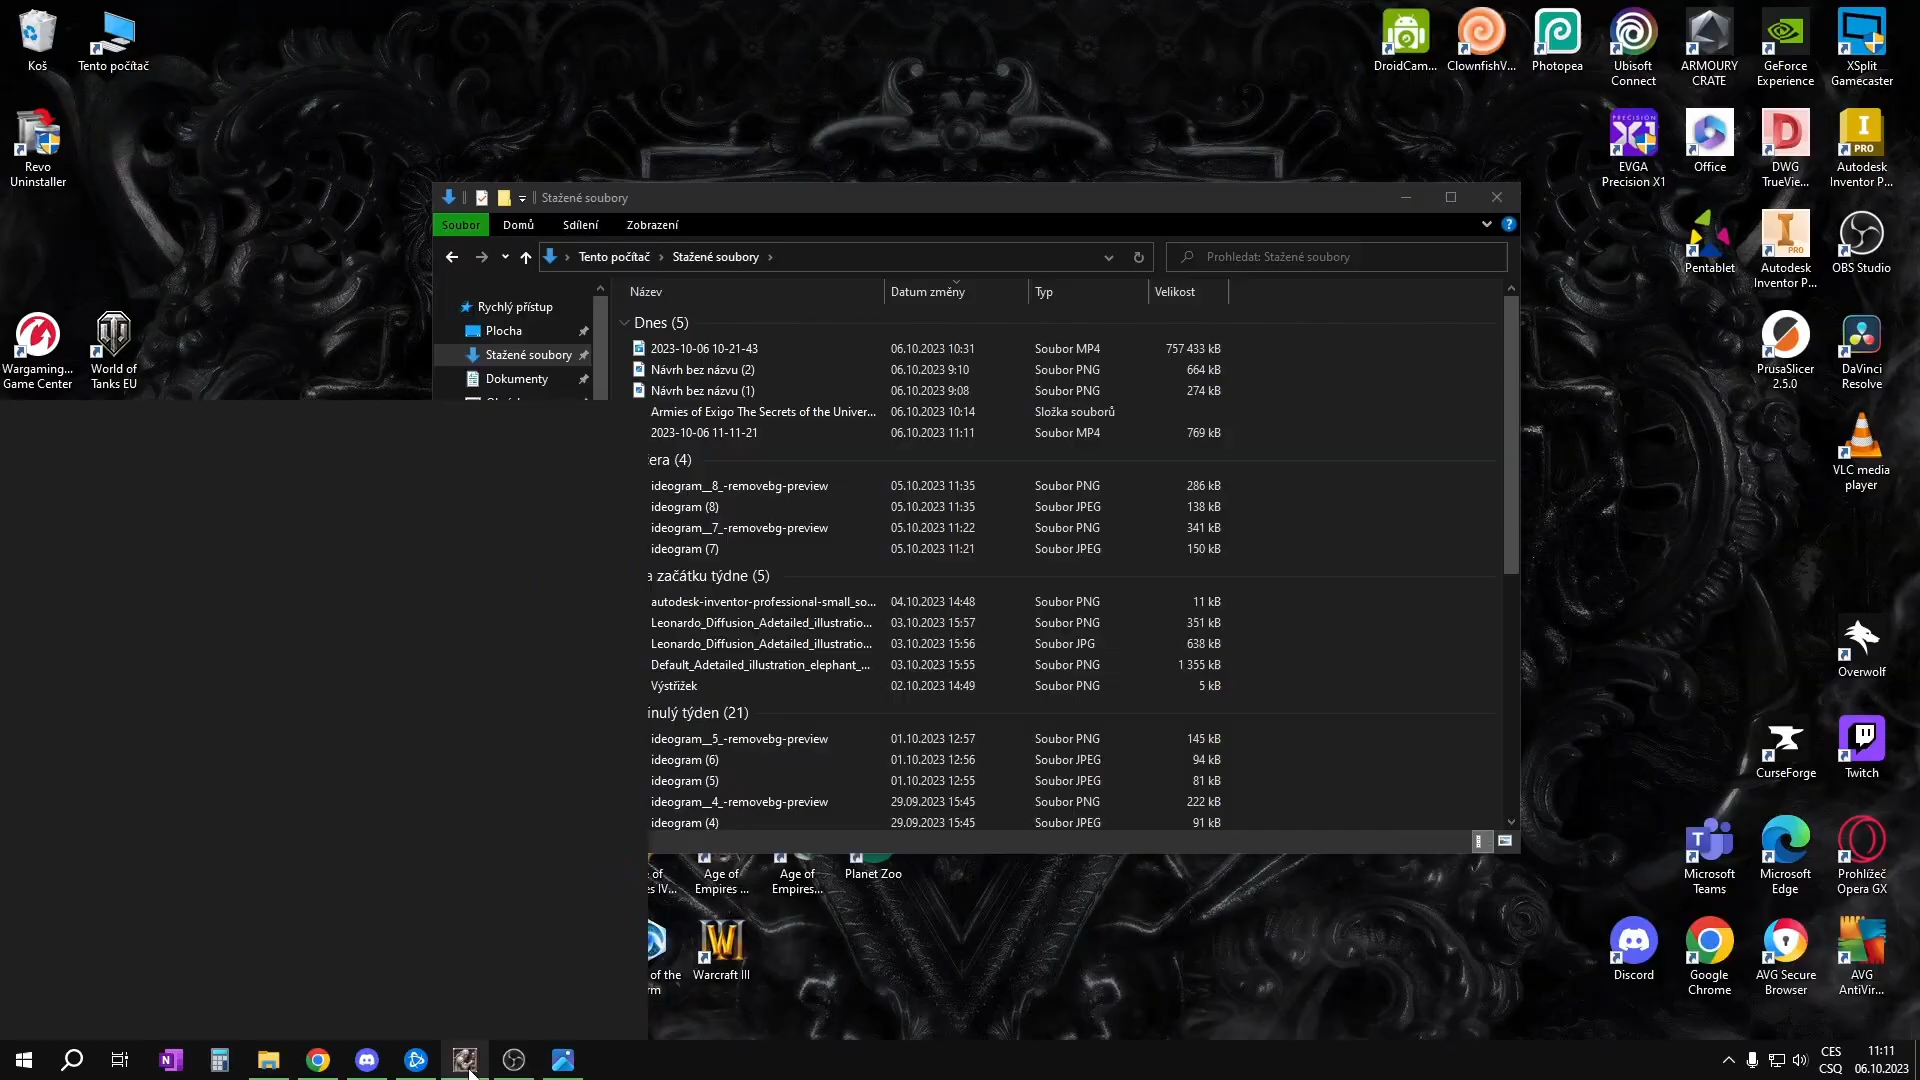 Koš
Tento počítač
DroidCam...
ClownfishV...
Photopea
Ubisoft
Connect
ARMOURY
CRATE
GeForce
Experience
XSplit
Gamecaster
Revo
Uninstaller
PRECISION
X1
EVGA
Precision X1
Office
DWG
TrueVie...
PRO
Autodesk
Inventor P...
Stažené soubory
Soubor
Domů
Sdílení
Zobrazení
Tento počítač
Stažené soubory
Prohledat: Stažené soubory
Pentablet
PRO
Autodesk
Inventor P...
OBS Studio
Wargaming...
Game Center
World of
Tanks EU
PrusaSlicer
2.5.0
DaVinci
Resolve
Rychlý přístup
Plocha
Stažené soubory
Dokumenty
Název Datum změny Typ Velikost
Dnes (5)
2023-10-06 10-21-43 06.10.2023 10:31 Soubor MP4 757 433 kB
Návrh bez názvu (2) 06.10.2023 9:10 Soubor PNG 664 kB
Návrh bez názvu (1) 06.10.2023 9:08 Soubor PNG 274 kB
Armies of Exigo The Secrets of the Univer... 06.10.2023 10:14 Složka souborů
2023-10-06 11-11-21 06.10.2023 11:11 Soubor MP4 769 kB
era (4)
ideogram__8_-removebg-preview 05.10.2023 11:35 Soubor PNG 286 kB
ideogram (8) 05.10.2023 11:35 Soubor JPEG 138 kB
ideogram__7_-removebg-preview 05.10.2023 11:22 Soubor PNG 341 kB
ideogram (7) 05.10.2023 11:21 Soubor JPEG 150 kB
a začátku týdne (5)
autodesk-inventor-professional-small_so... 04.10.2023 14:48 Soubor PNG 11 kB
Leonardo_Diffusion_Adetailed_illustratio... 03.10.2023 15:57 Soubor PNG 351 kB
Leonardo_Diffusion_Adetailed_illustratio... 03.10.2023 15:56 Soubor JPG 638 kB
Default_Adetailed_illustration_elephant_... 03.10.2023 15:55 Soubor PNG 1 355 kB
Výstřižek 02.10.2023 14:49 Soubor PNG 5 kB
inulý týden (21)
ideogram__5_-removebg-preview 01.10.2023 12:57 Soubor PNG 145 kB
ideogram (6) 01.10.2023 12:56 Soubor JPEG 94 kB
ideogram (5) 01.10.2023 12:55 Soubor JPEG 81 kB
ideogram__4_-removebg-preview 29.09.2023 15:45 Soubor PNG 222 kB
ideogram (4) 29.09.2023 15:45 Soubor JPEG 91 kB
VLC media
player
Overwolf
CurseForge
Twitch
of
es IV...
Age of
Empires ...
Age of
Empires...
Planet Zoo
Microsoft
Teams
Microsoft
Edge
Prohlížeč
Opera GX
of the
rm
Warcraft III
Discord
Google
Chrome
AVG Secure
Browser
AVG
AntiVir...
CES
CSQ
11:11
06.10.2023